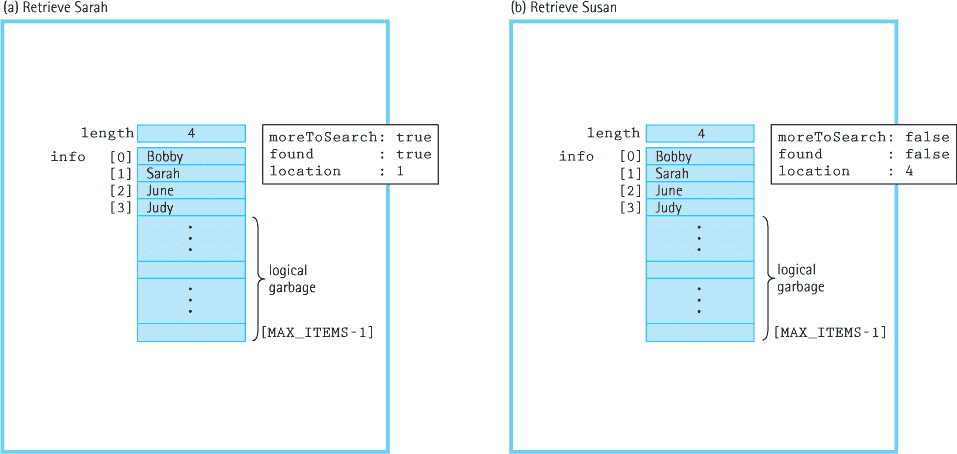 (a) Retrieve Sarah
length 4
moreToSearch: true
found : true
location : 1
info [0] Bobby
[1] Sarah
[2] June
[3] Judy
logical
garbage
[MAX_ITEMS-1]
(b) Retrieve Susan
length 4
moreToSearch: false
found : false
location : 4
info [0] Bobby
[1] Sarah
[2] June
[3] Judy
logical
garbage
[MAX_ITEMS-1]